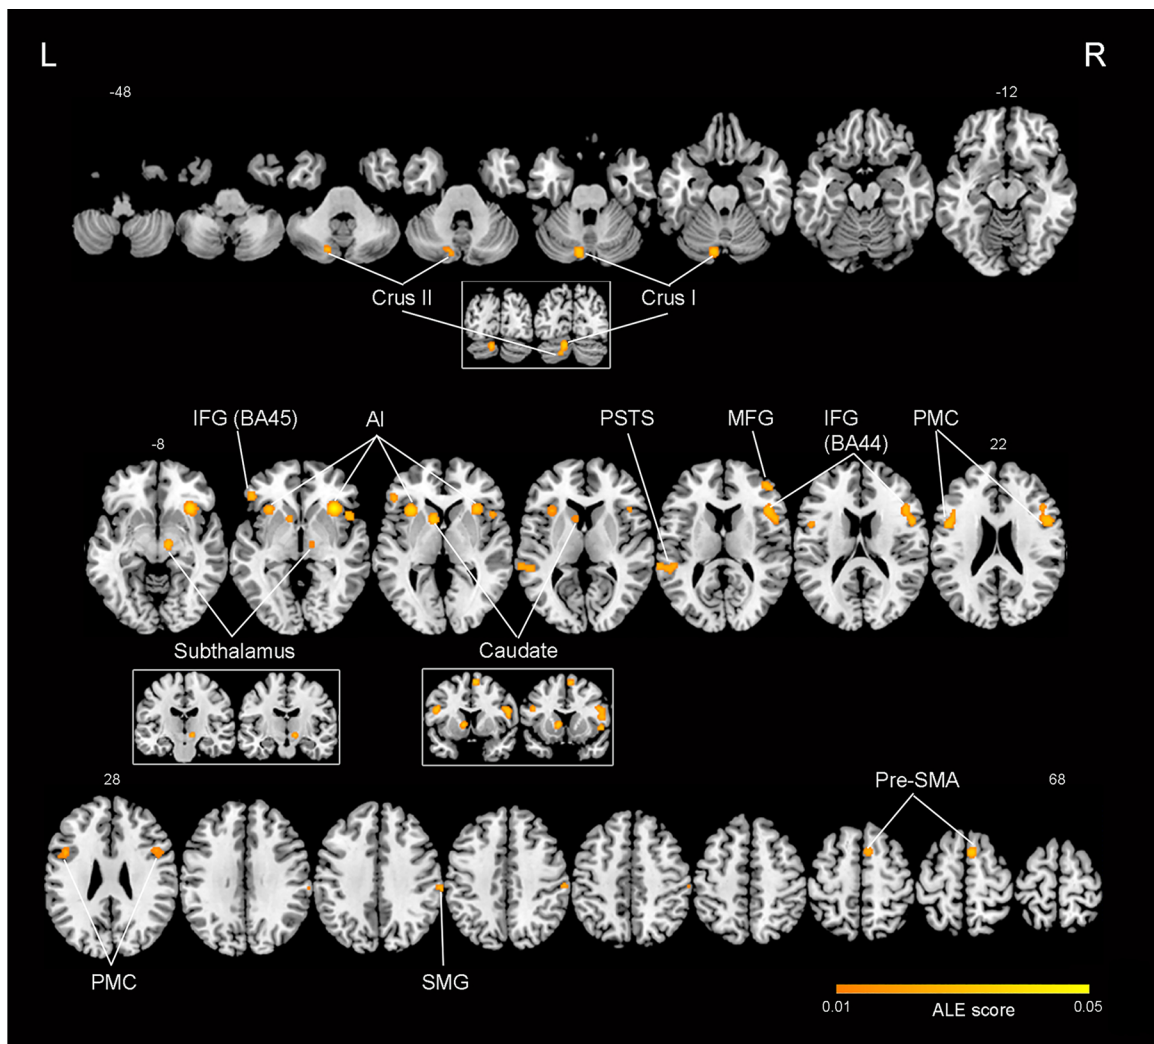 L R
-48 -12
Crus II Crus I
IFG (BA45) AI PSTS MFG IFG PMC
(BA44)
-8 22
Subthalamus Caudate
28 Pre-SMA 68
PMC SMG
0.01 ALE score 0.05